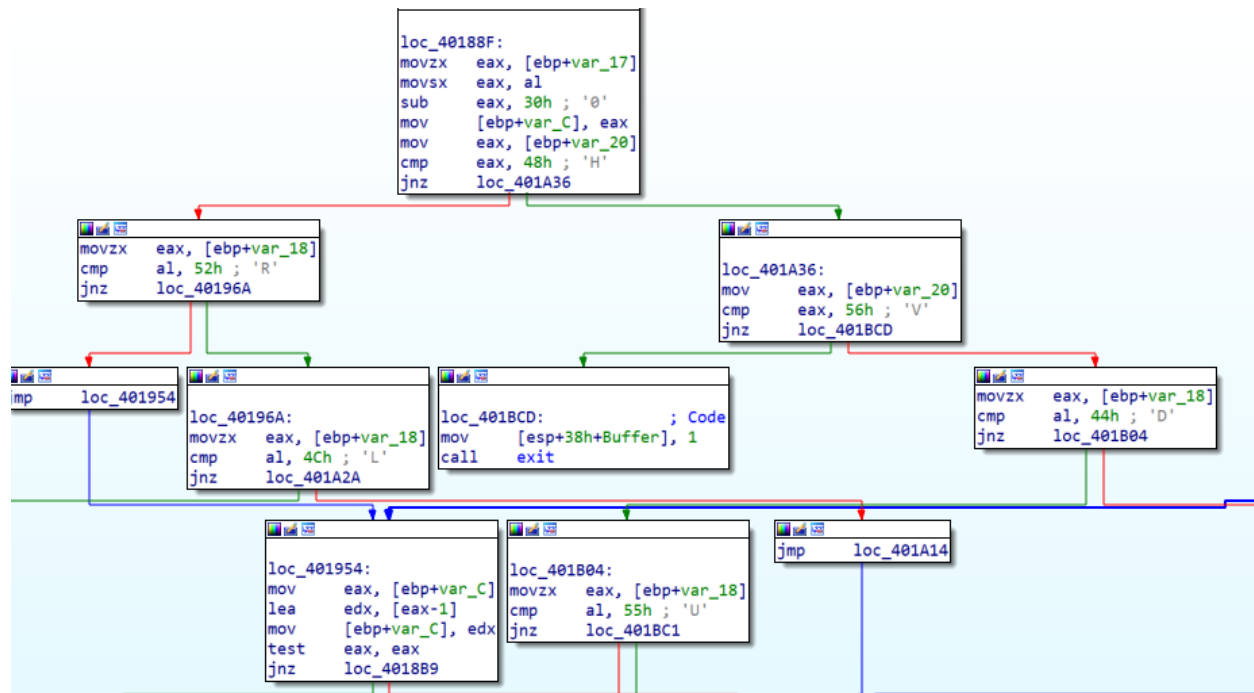 loc_40188F:
movzx eax, [ebp+var_17]
movsx eax, al
sub eax, 30h ; '0'
mov [ebp+var_C], eax
mov eax, [ebp+var_20]
cmp eax, 48h ; 'H'
jnz loc_401A36
movzx eax, [ebp+var_18]
cmp al, 52h ; 'R'
jnz loc_40196A
loc_401A36:
mov eax, [ebp+var_20]
cmp eax, 56h ; 'V'
jnz loc_401BCD
jmp loc_401954
loc_40196A:
movzx eax, [ebp+var_18]
cmp al, 4Ch ; 'L'
jnz loc_401A2A
loc_401BCD: ; Code
mov [esp+38h+Buffer], 1
call exit
movzx eax, [ebp+var_18]
cmp al, 44h ; 'D'
jnz loc_401B04
loc_401954:
mov eax, [ebp+var_C]
lea edx, [eax-1]
mov [ebp+var_C], edx
test eax, eax
jnz loc_4018B9
loc_401B04:
movzx eax, [ebp+var_18]
cmp al, 55h ; 'U'
jnz loc_401BC1
jmp loc_401A14